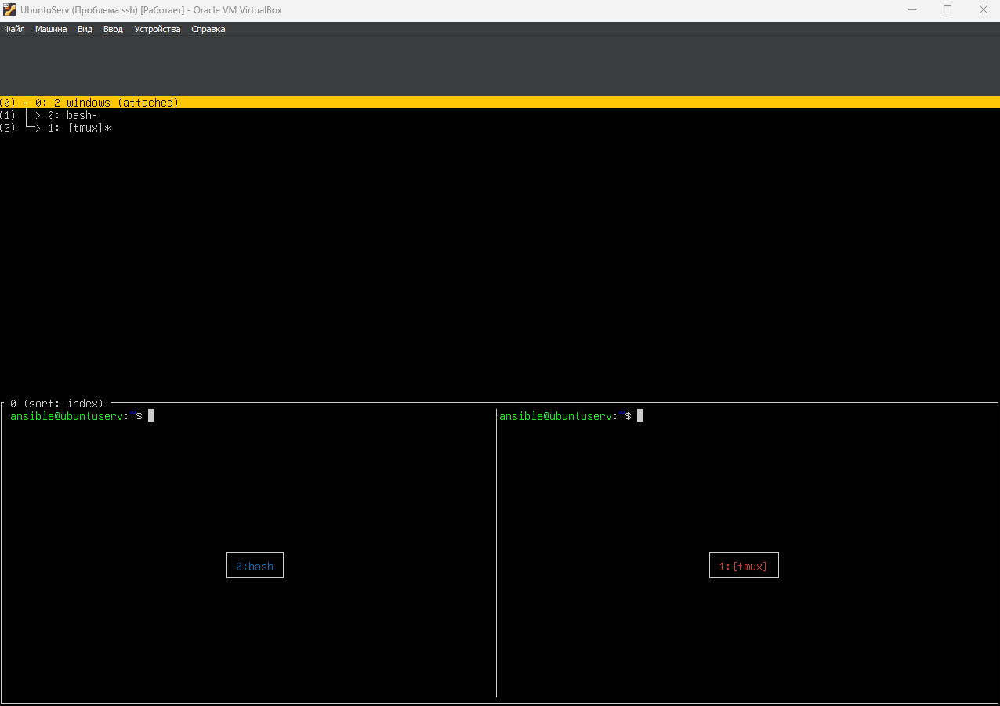 UbuntuServ (Проблема ssh) [Работает] - Oracle VM VirtualBox
Файл Машина Вид Ввод Устройства Справка
(0) - 0: 2 windows (attached)
(1) ├─> 0: bash-
(2) └─> 1: [tmux]*
0 (sort: index)
ansible@ubuntuserv:~$ ansible@ubuntuserv:~$
0:bash 1:[tmux]